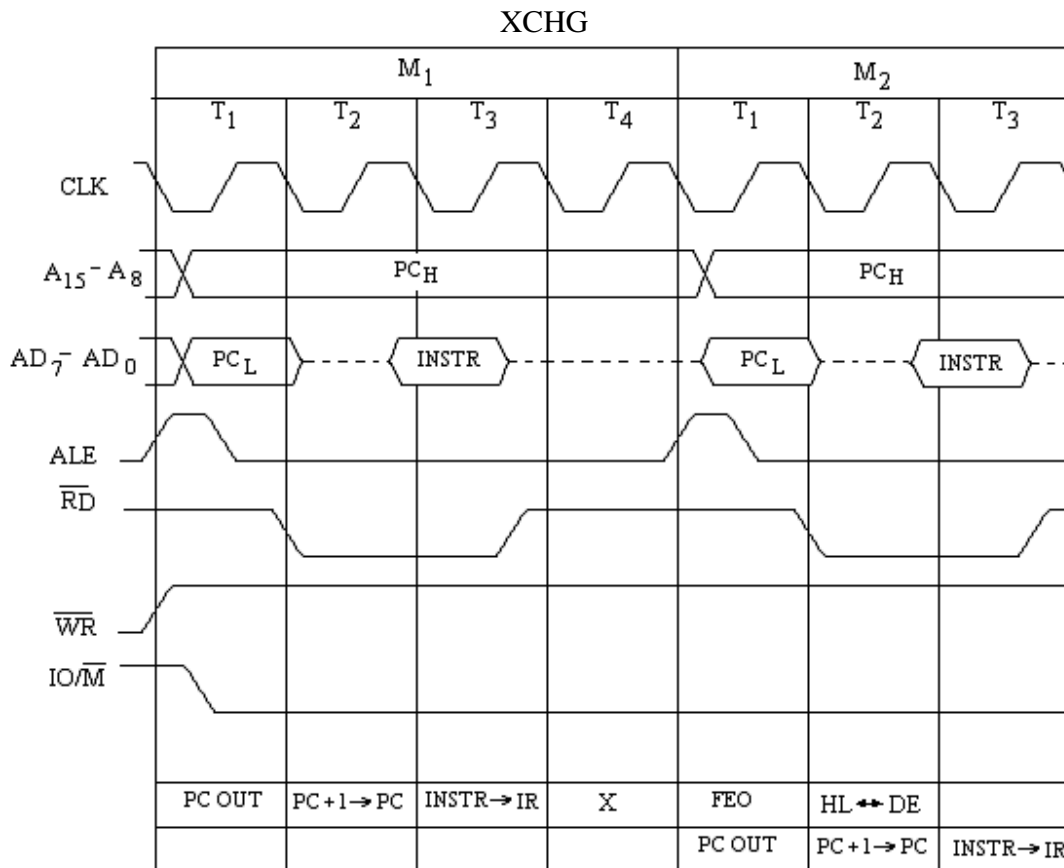 XCHG
M1 M2
T1 T2 T3 T4 T1 T2 T3
CLK
A15 - A8 PCH PCH
AD7 - AD0 PCL INSTR PCL INSTR
ALE
R̅D̅
W̅R̅
IO/M̅
PC OUT PC + 1 → PC INSTR → IR X FEO HL ↔ DE
PC OUT PC + 1 → PC INSTR → IR